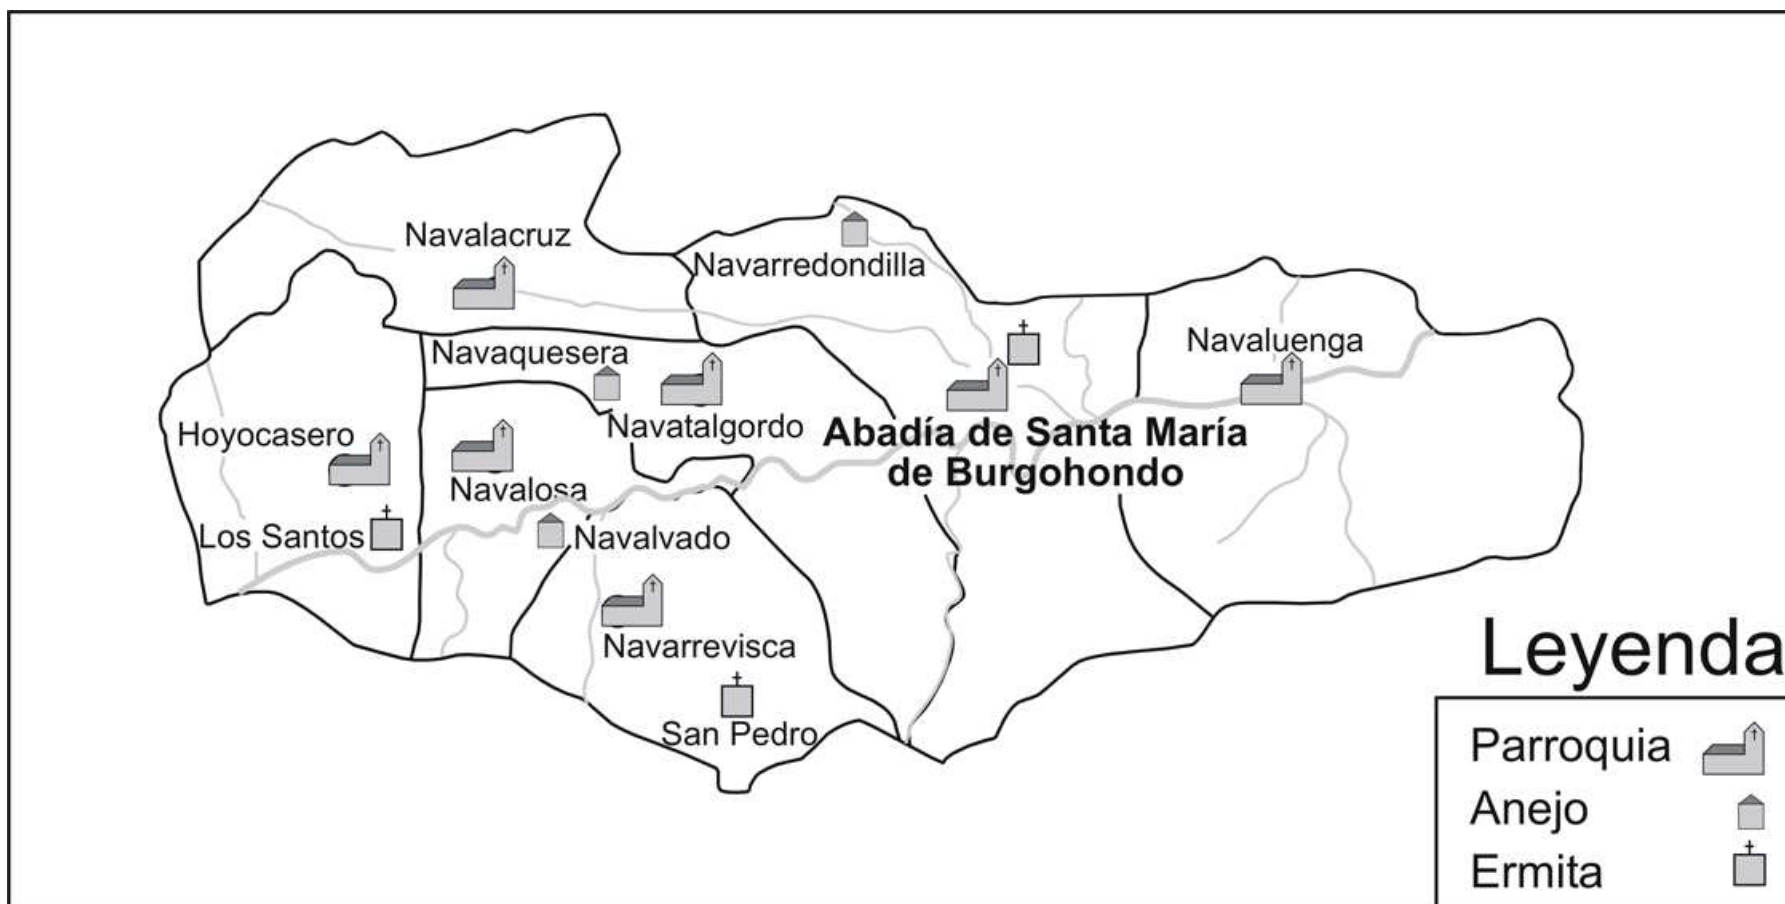 Navalacruz
Navarredondilla
Navaquesera
Navaluenga
Navatalgordo
Hoyocasero
Abadía de Santa María
de Burgohondo
Navalosa
Los Santos
Navalvado
Navarrevisca
San Pedro
Leyenda
Parroquia
Anejo
Ermita